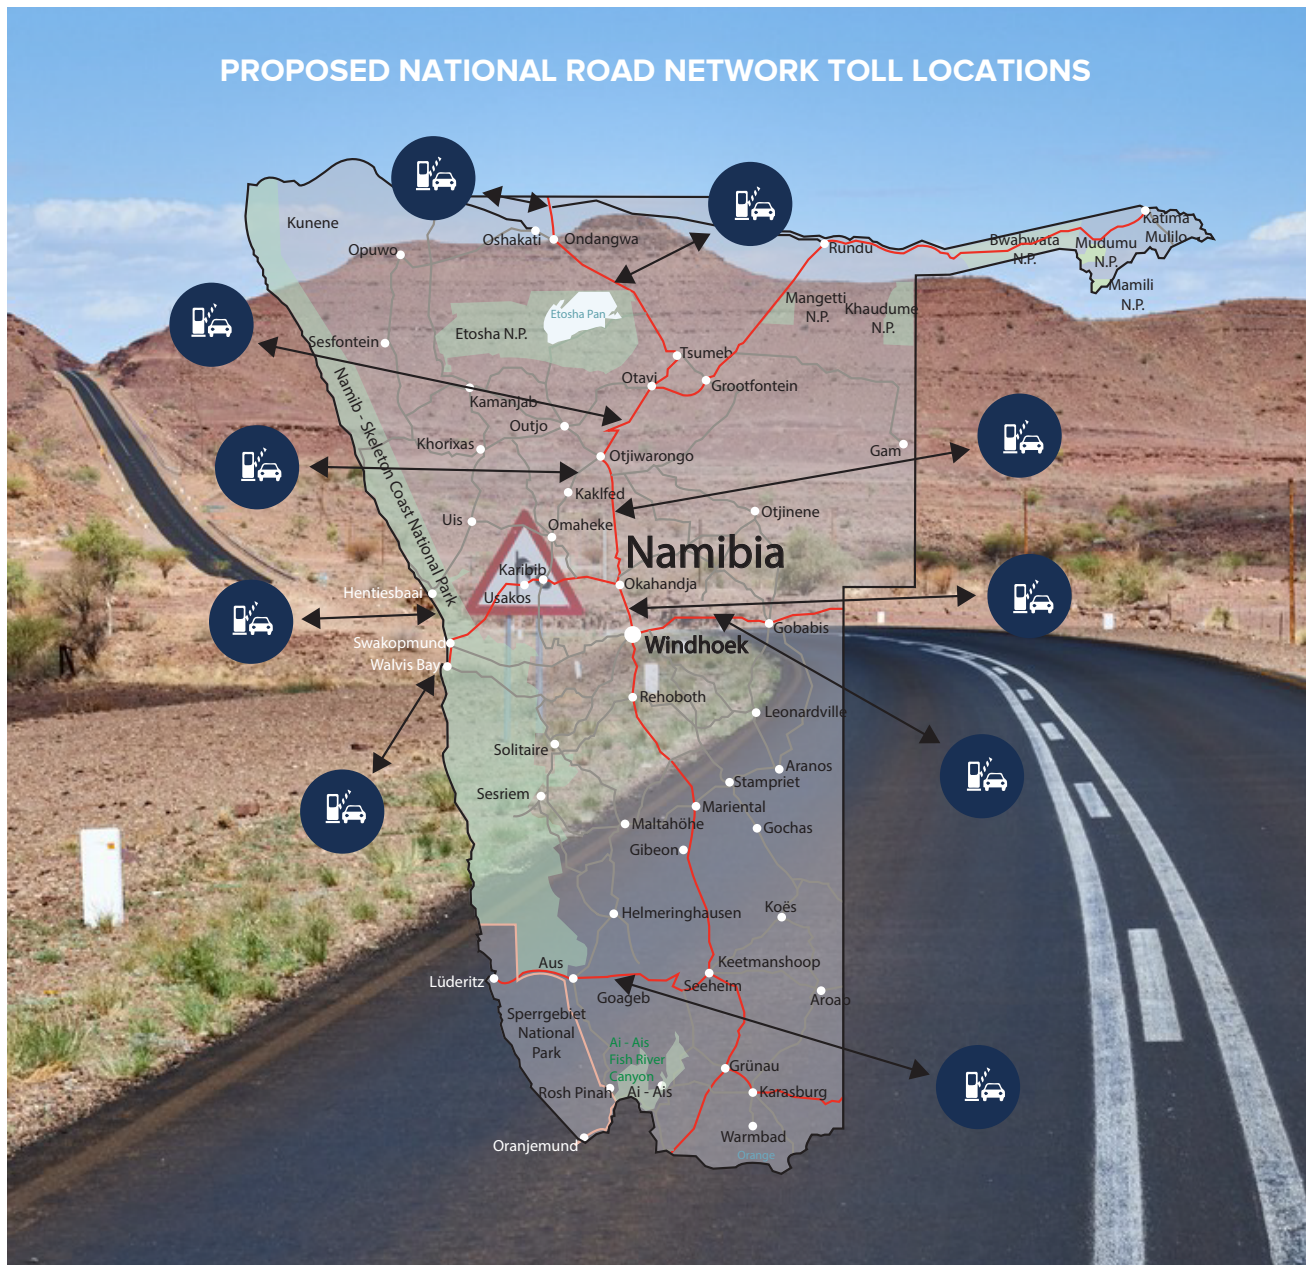 PROPOSED NATIONAL ROAD NETWORK TOLL LOCATIONS
Kunene
Opuwo
Oshakati
Ondangwa
Rundu
Bwabwata
N.P.
Mudumu
N.P.
Katima
Mulilo
Mamili
N.P.
Mangetti
N.P.
Khaudume
N.P.
Etosha Pan
Etosha N.P.
Sesfontein
Tsumeb
Otavi
Grootfontein
Kamanjab
Outjo
Khorixas
Otjiwarongo
Gam
Namib - Skeleton Coast National Park
Kaklfed
Otjinene
Uis
Omaheke
Namibia
Karibib
Usakos
Okahandja
Hentiesbaai
Gobabis
Swakopmund
Windhoek
Walvis Bay
Rehoboth
Leonardville
Solitaire
Aranos
Stampriet
Sesriem
Mariental
Maltahöhe
Gochas
Gibeon
Koës
Helmeringhausen
Aus
Keetmanshoop
Lüderitz
Seeheim
Goageb
Aroab
Sperrgebiet
National
Park
Ai - Ais
Fish River
Canyon
Grünau
Rosh Pinah
Ai - Ais
Karasburg
Warmbad
Oranjemund
Orange